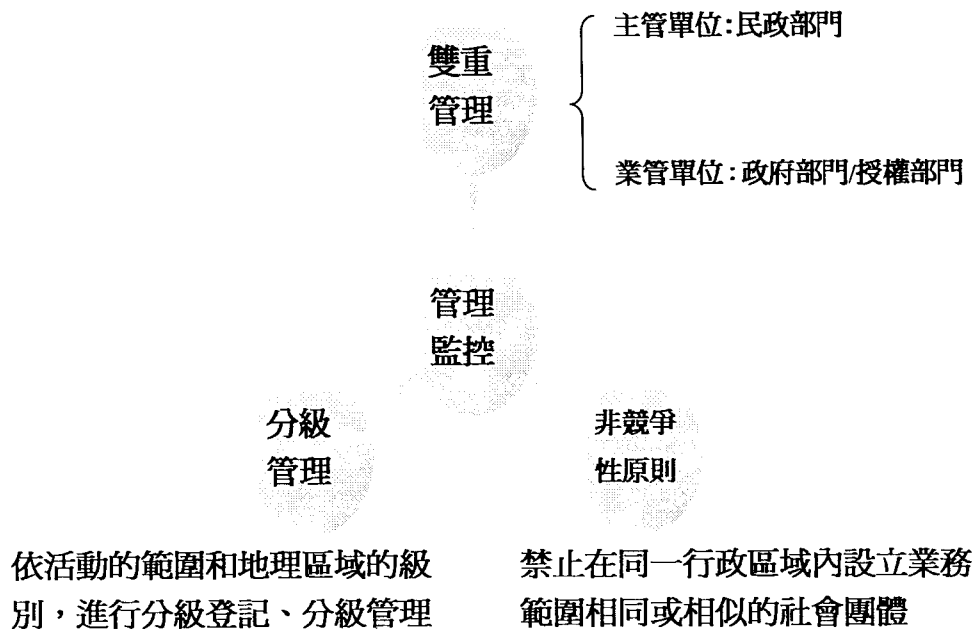 雙重
管理
主管單位:民政部門
業管單位:政府部門/授權部門
管理
監控
分級
管理
依活動的範圍和地理區域的級
別,進行分級登記、分級管理
非競爭
性原則
禁止在同一行政區域內設立業務
範圍相同或相似的社會團體